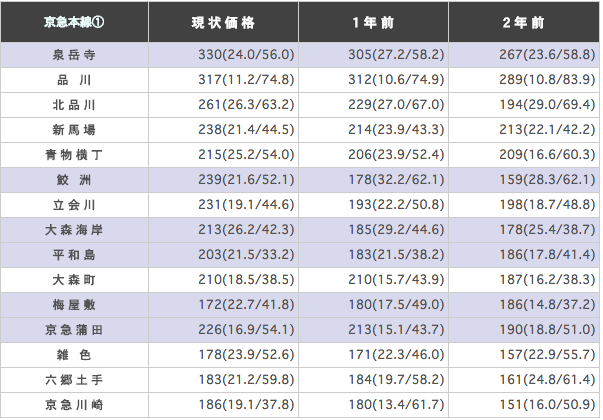 京急本線① 現状価格 1年前 2年前
泉岳寺 330(24.0/56.0) 305(27.2/58.2) 267(23.6/58.8)
品川 317(11.2/74.8) 312(10.6/74.9) 289(10.8/83.9)
北品川 261(26.3/63.2) 229(27.0/67.0) 194(29.0/69.4)
新馬場 238(21.4/44.5) 214(23.9/43.3) 213(22.1/42.2)
青物横丁 215(25.2/54.0) 206(23.9/52.4) 209(16.6/60.3)
鮫洲 239(21.6/52.1) 178(32.2/62.1) 159(28.3/62.1)
立会川 231(19.1/44.6) 193(22.2/50.8) 198(18.7/48.8)
大森海岸 213(26.2/42.3) 185(29.2/44.6) 178(25.4/38.7)
平和島 203(21.5/33.2) 183(21.5/38.2) 186(17.8/41.4)
大森町 210(18.5/38.5) 210(15.7/43.9) 187(16.2/38.3)
梅屋敷 172(22.7/41.8) 180(17.5/49.0) 186(14.8/37.2)
京急蒲田 226(16.9/54.1) 213(15.1/43.7) 190(18.8/51.0)
雑色 178(23.9/52.6) 171(22.3/46.0) 157(22.9/55.7)
六郷土手 183(21.2/59.8) 184(19.7/58.2) 161(24.8/61.4)
京急川崎 186(19.1/37.8) 180(13.4/61.7) 151(16.0/50.9)